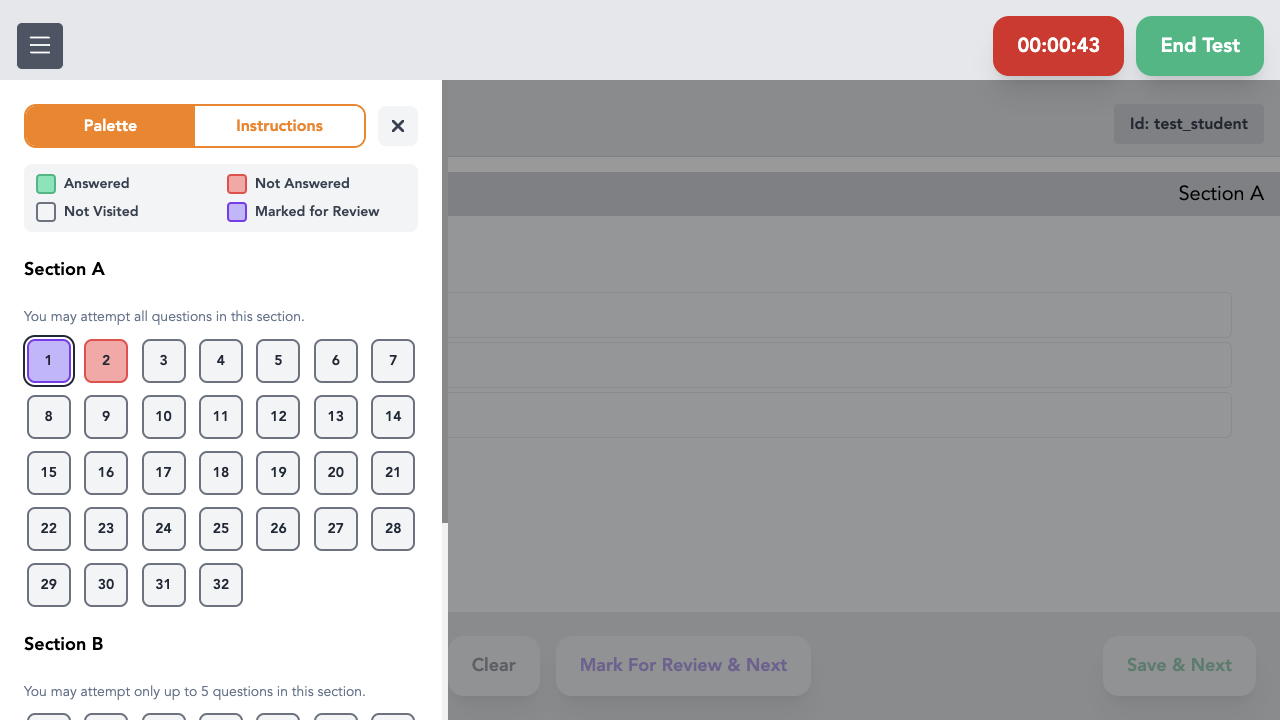 00:00:43
End Test
Palette
Instructions
Id: test_student
Answered
Not Answered
Not Visited
Marked for Review
Section A
Section A
You may attempt all questions in this section.
1 2 3 4 5 6 7
8 9 10 11 12 13 14
15 16 17 18 19 20 21
22 23 24 25 26 27 28
29 30 31 32
Section B
You may attempt only up to 5 questions in this section.
Clear
Mark For Review & Next
Save & Next